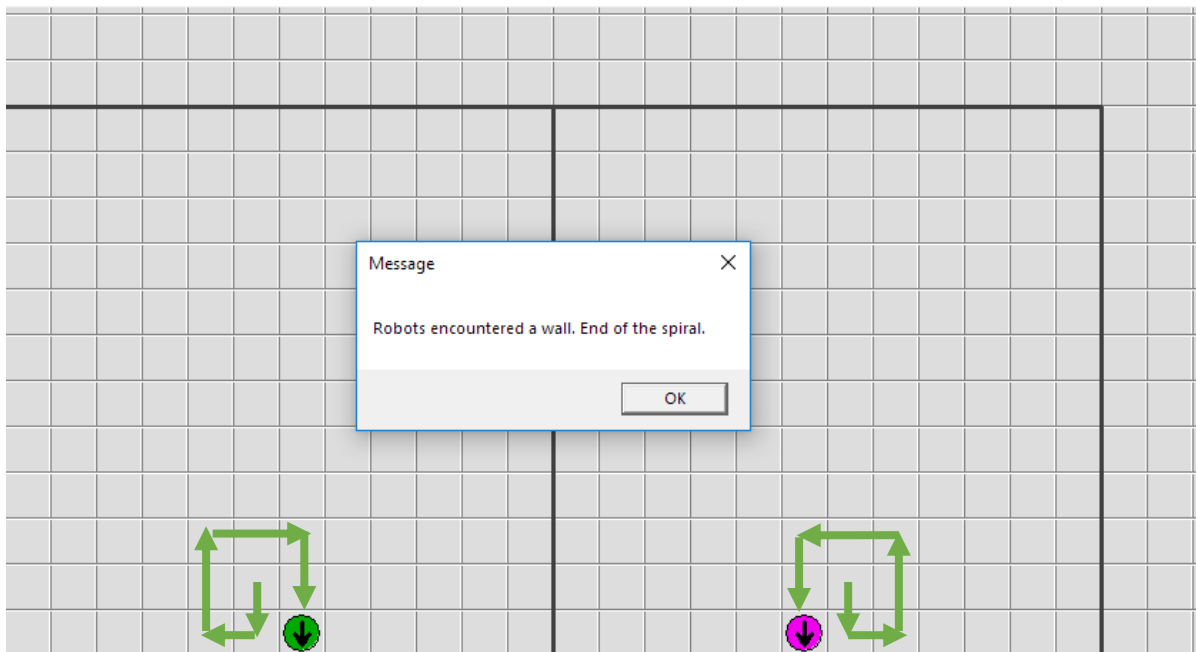 Message
Robots encountered a wall. End of the spiral.
OK